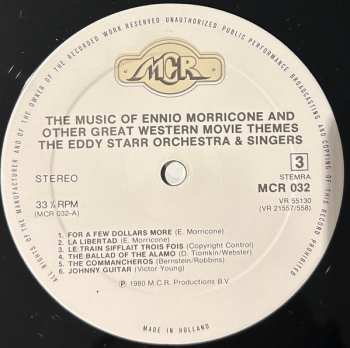 ALL RIGHTS OF THE MANUFACTURER AND OF THE OWNER OF THE RECORDED WORK RESERVED UNAUTHORIZED PUBLIC PERFORMANCE BROADCASTING AND COPYING OF THIS RECORD PROHIBITED
MCR
THE MUSIC OF ENNIO MORRICONE AND
OTHER GREAT WESTERN MOVIE THEMES
THE EDDY STARR ORCHESTRA & SINGERS
STEREO
3
STEMRA
33⅓ RPM
MCR 032
(MCR 032-A)
VR 55130
(VR 21557/558)
1. FOR A FEW DOLLARS MORE (E. Morricone)
2. LA LIBERTAD (E. Morricone)
3. LE TRAIN SIFFLAIT TROIS FOIS (Copyright Control)
4. THE BALLAD OF THE ALAMO (D. Tiomkin/Webster)
5. THE COMMANCHEROS (Bernstein/Robbins)
6. JOHNNY GUITAR (Victor Young)
℗ 1980 M.C.R. Productions B.V.
MADE IN HOLLAND